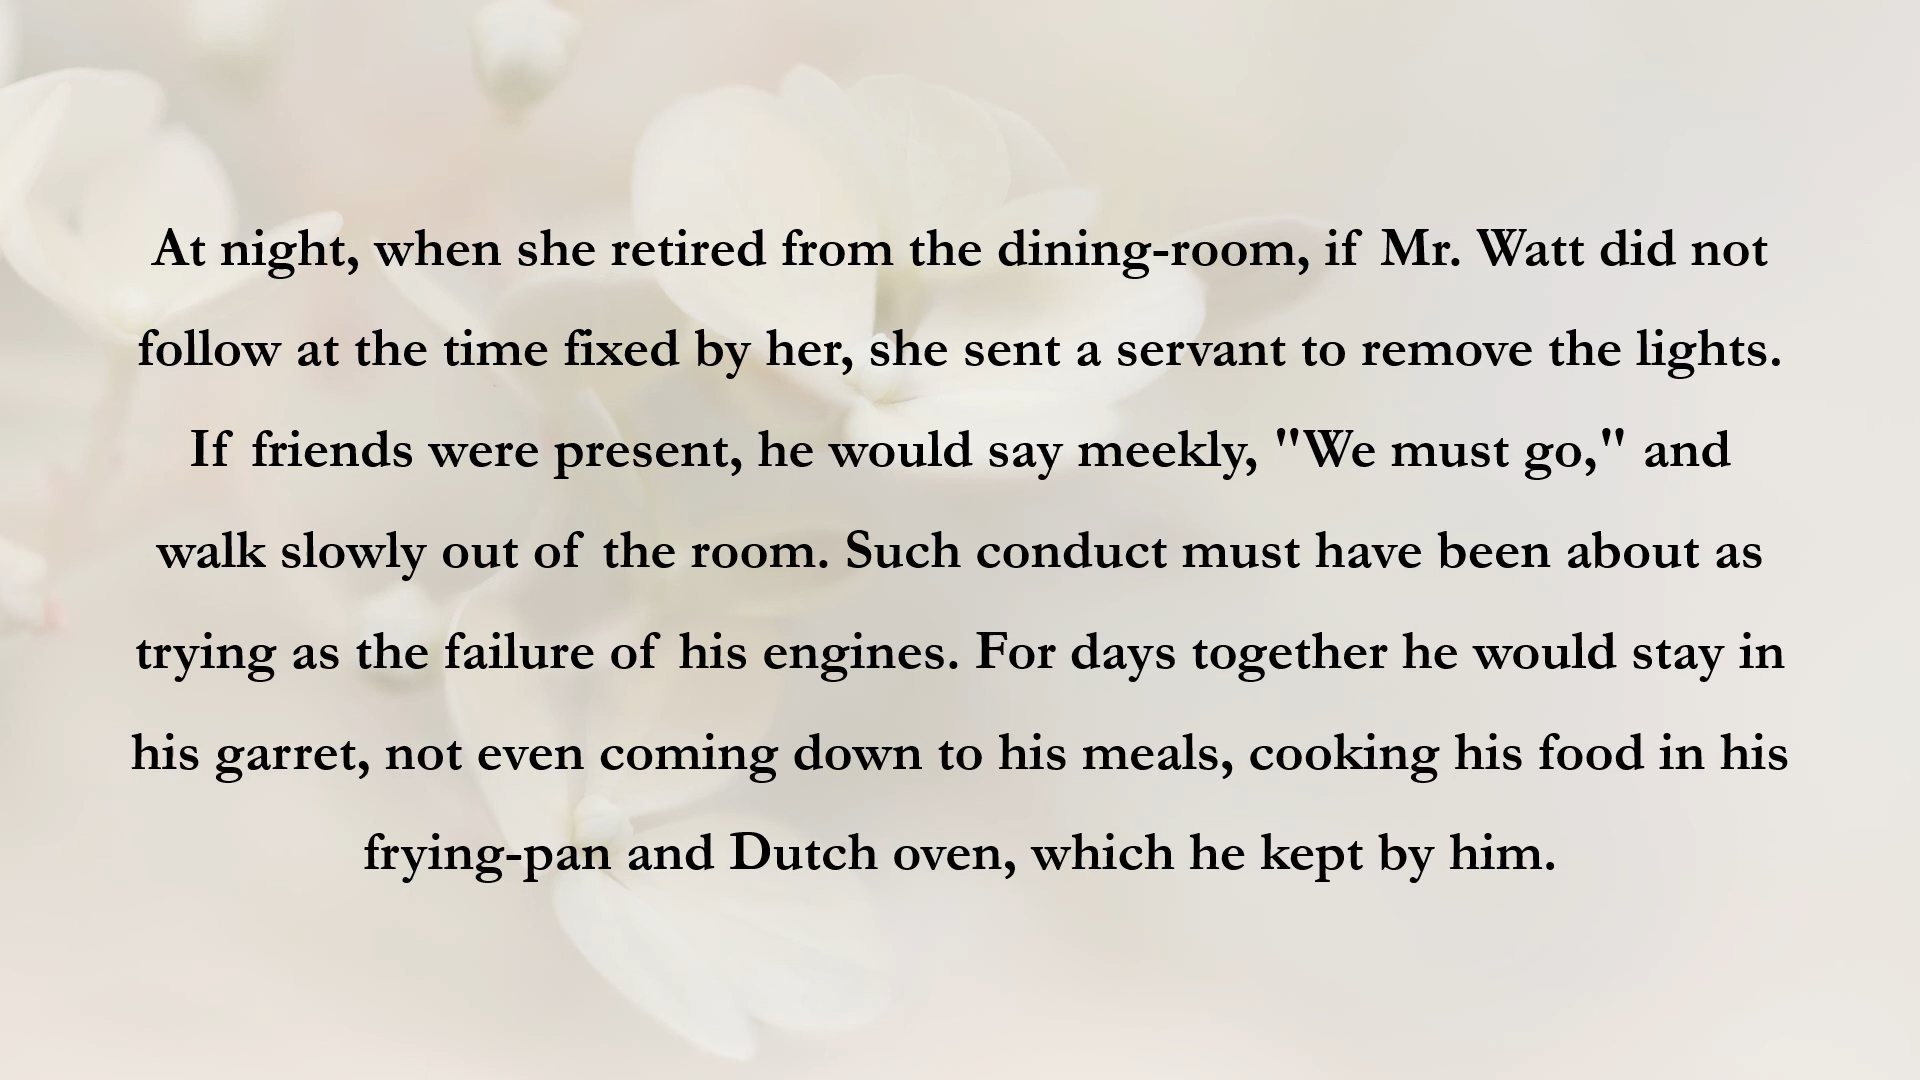 At night, when she retired from the dining-room, if Mr. Watt did not
follow at the time fixed by her, she sent a servant to remove the lights.
If friends were present, he would say meekly, "We must go," and
walk slowly out of the room. Such conduct must have been about as
trying as the failure of his engines. For days together he would stay in
his garret, not even coming down to his meals, cooking his food in his
frying-pan and Dutch oven, which he kept by him.